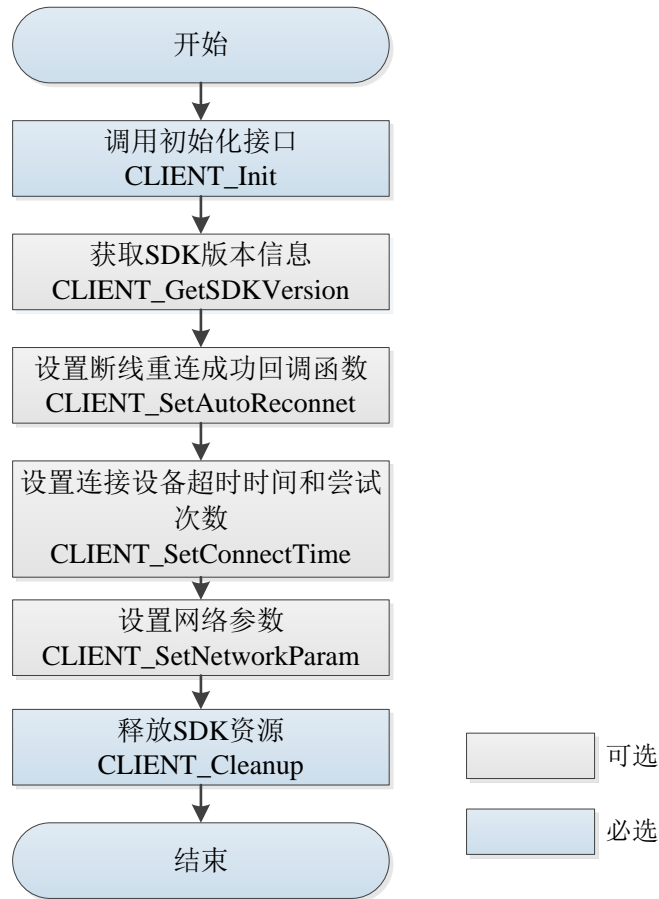 开始
调用初始化接口
CLIENT_Init
获取SDK版本信息
CLIENT_GetSDKVersion
设置断线重连成功回调函数
CLIENT_SetAutoReconnet
设置连接设备超时时间和尝试
次数
CLIENT_SetConnectTime
设置网络参数
CLIENT_SetNetworkParam
释放SDK资源
CLIENT_Cleanup
结束
可选
必选